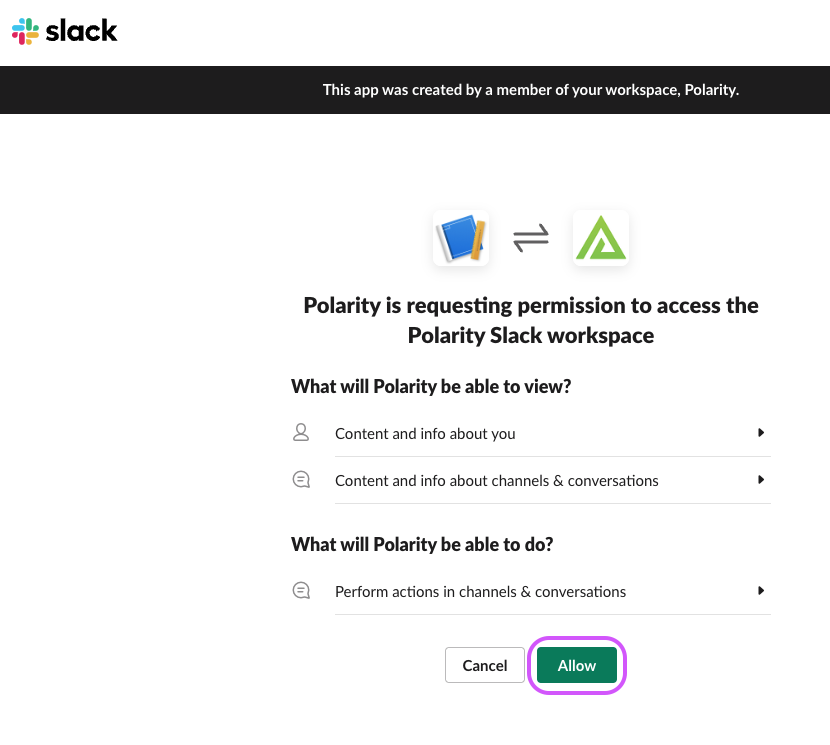 slack
This app was created by a member of your workspace, Polarity.
Polarity is requesting permission to access the
Polarity Slack workspace
What will Polarity be able to view?
Content and info about you
Content and info about channels & conversations
What will Polarity be able to do?
Perform actions in channels & conversations
Cancel
Allow